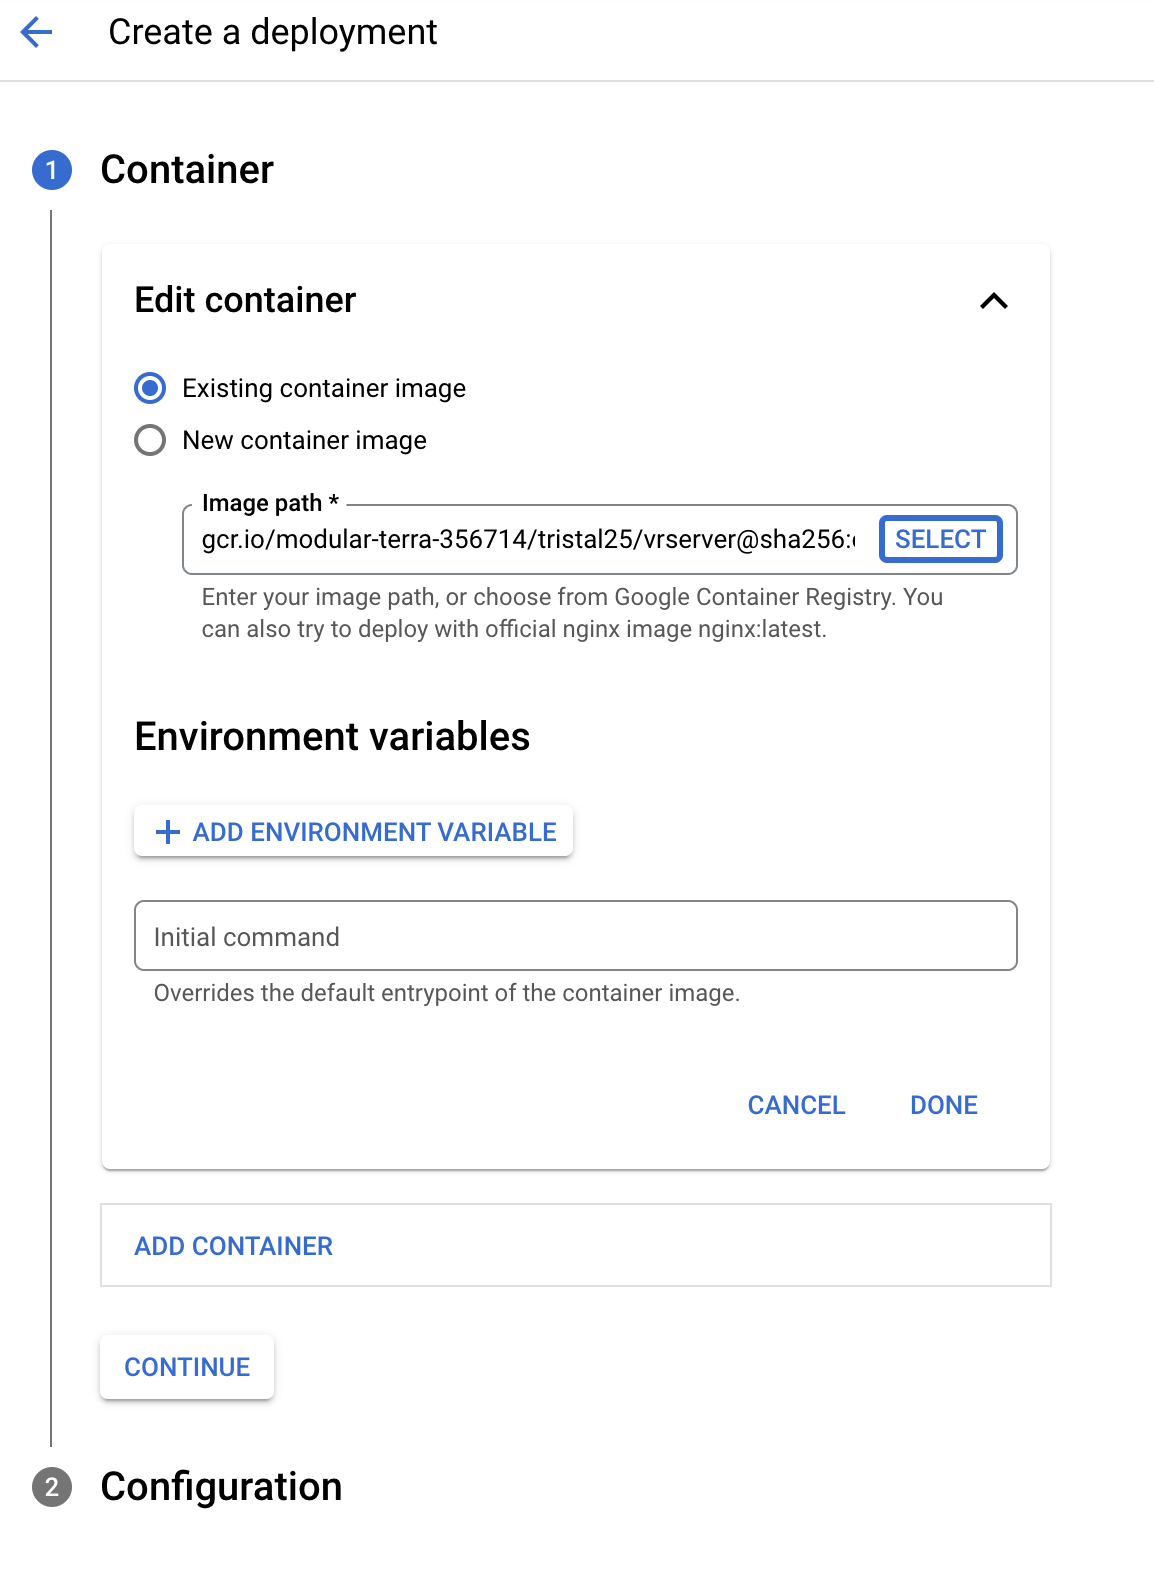 Create a deployment
1
Container
Edit container
Existing container image
New container image
Image path *
gcr.io/modular-terra-356714/tristal25/vrserver@sha256:
SELECT
Enter your image path, or choose from Google Container Registry. You
can also try to deploy with official nginx image nginx:latest.
Environment variables
+ ADD ENVIRONMENT VARIABLE
Initial command
Overrides the default entrypoint of the container image.
CANCEL
DONE
ADD CONTAINER
CONTINUE
2
Configuration